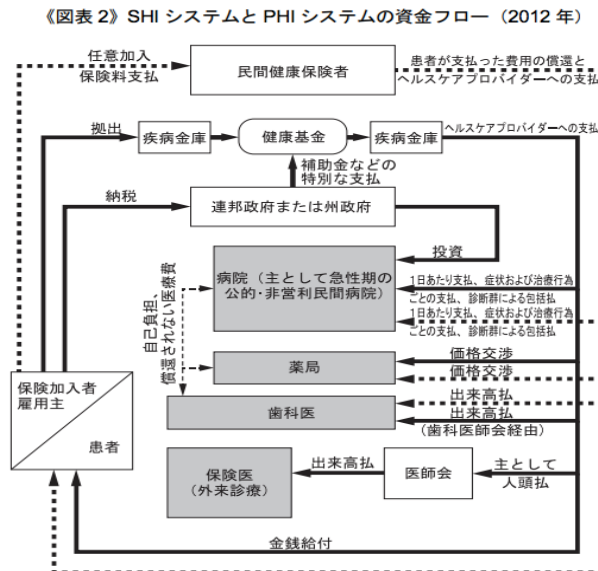 《図表2》SHIシステムとPHIシステムの資金フロー（2012年）
任意加入
保険料支払
民間健康保険者
患者が支払った費用の償還と
ヘルスケアプロバイダーへの支払
拠出
疾病金庫
健康基金
疾病金庫
ヘルスケアプロバイダーへの支払
補助金などの
特別な支払
納税
連邦政府または州政府
投資
病院（主として急性期の
公的･非営利民間病院）
1日あたり支払、症状および治療行為
ごとの支払、診断群による包括払
1日あたり支払、症状および治療行為
ごとの支払、診断群による包括払
自己負担、
償還されない医療費
薬局
価格交渉
価格交渉
歯科医
出来高払
出来高払
（歯科医師会経由）
保険加入者
雇用主
患者
保険医
（外来診療）
出来高払
医師会
主として
人頭払
金銭給付